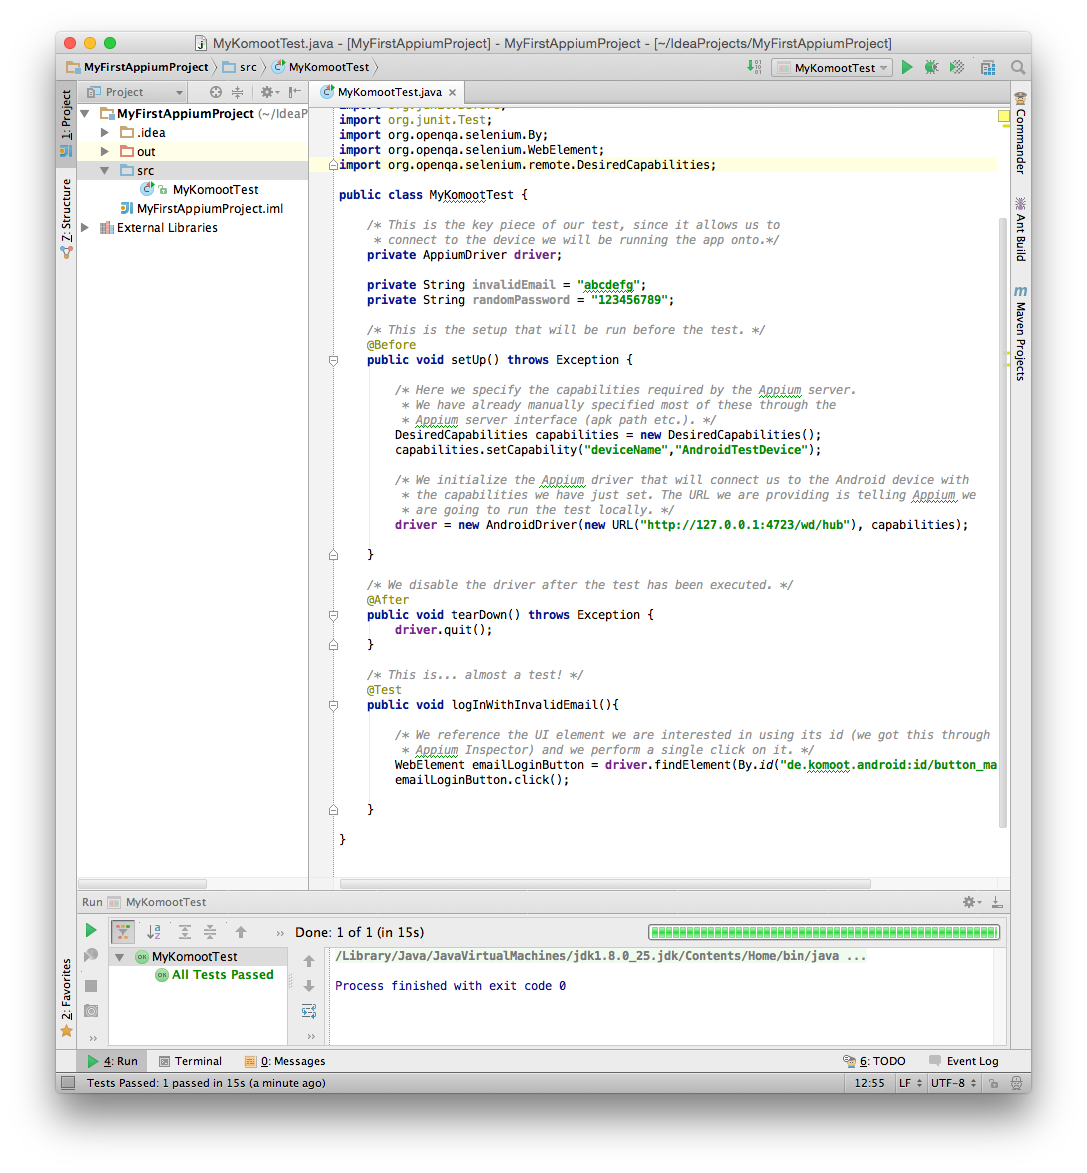 MyKomootTest.java - [MyFirstAppiumProject] - MyFirstAppiumProject - [~/IdeaProjects/MyFirstAppiumProject]
MyFirstAppiumProject src MyKomootTest MyKomootTest
1: Project
7: Structure
2: Favorites
Project
MyFirstAppiumProject (~/IdeaP
.idea
out
src
MyKomootTest
MyFirstAppiumProject.iml
External Libraries
MyKomootTest.java
import org.junit.Before;
import org.junit.Test;
import org.openqa.selenium.By;
import org.openqa.selenium.WebElement;
import org.openqa.selenium.remote.DesiredCapabilities;
public class MyKomootTest {
/* This is the key piece of our test, since it allows us to
* connect to the device we will be running the app onto.*/
private AppiumDriver driver;
private String invalidEmail = "abcdefg";
private String randomPassword = "123456789";
/* This is the setup that will be run before the test. */
@Before
public void setUp() throws Exception {
/* Here we specify the capabilities required by the Appium server.
* We have already manually specified most of these through the
* Appium server interface (apk path etc.). */
DesiredCapabilities capabilities = new DesiredCapabilities();
capabilities.setCapability("deviceName","AndroidTestDevice");
/* We initialize the Appium driver that will connect us to the Android device with
* the capabilities we have just set. The URL we are providing is telling Appium we
* are going to run the test locally. */
driver = new AndroidDriver(new URL("http://127.0.0.1:4723/wd/hub"), capabilities);
}
/* We disable the driver after the test has been executed. */
@After
public void tearDown() throws Exception {
driver.quit();
}
/* This is... almost a test! */
@Test
public void logInWithInvalidEmail(){
/* We reference the UI element we are interested in using its id (we got this through
* Appium Inspector) and we perform a single click on it. */
WebElement emailLoginButton = driver.findElement(By.id("de.komoot.android:id/button_ma
emailLoginButton.click();
}
}
Commander
Ant Build
Maven Projects
Run MyKomootTest
Done: 1 of 1 (in 15s)
MyKomootTest
All Tests Passed
/Library/Java/JavaVirtualMachines/jdk1.8.0_25.jdk/Contents/Home/bin/java ...
Process finished with exit code 0
4: Run Terminal 0: Messages 6: TODO Event Log
Tests Passed: 1 passed in 15s (a minute ago) 12:55 LF UTF-8